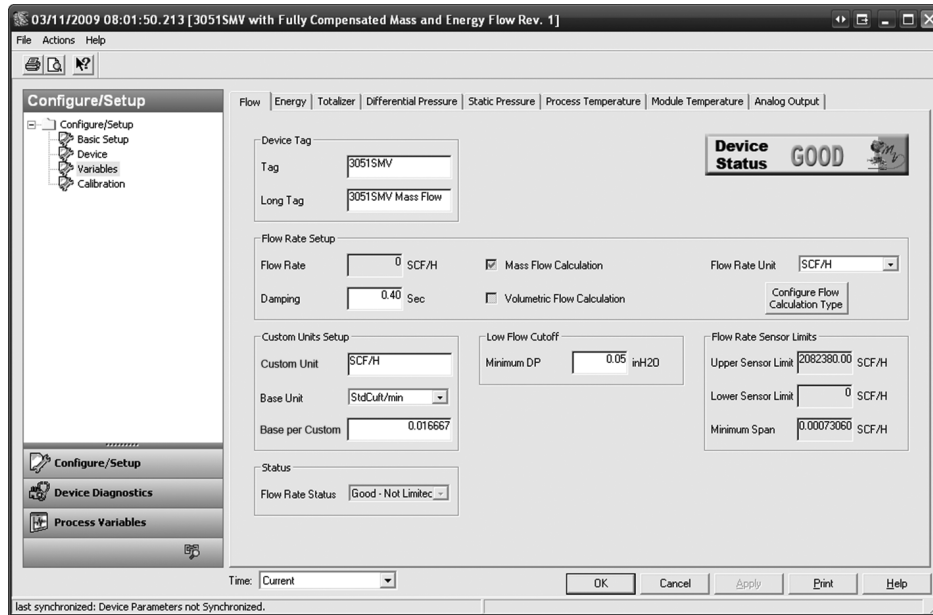 03/11/2009 08:01:50.213 [3051SMV with Fully Compensated Mass and Energy Flow Rev. 1]
File Actions Help
Configure/Setup
Configure/Setup
Basic Setup
Device
Variables
Calibration
Configure/Setup
Device Diagnostics
Process Variables
Flow Energy Totalizer Differential Pressure Static Pressure Process Temperature Module Temperature Analog Output
Device Tag
Tag 3051SMV
Long Tag 3051SMV Mass Flow
Device Status GOOD
Flow Rate Setup
Flow Rate 0 SCF/H Mass Flow Calculation Flow Rate Unit SCF/H
Damping 0.40 Sec Volumetric Flow Calculation Configure Flow Calculation Type
Custom Units Setup
Custom Unit SCF/H
Base Unit StdCuft/min
Base per Custom 0.016667
Low Flow Cutoff
Minimum DP 0.05 inH2O
Flow Rate Sensor Limits
Upper Sensor Limit 2082380.00 SCF/H
Lower Sensor Limit 0 SCF/H
Minimum Span 0.00073060 SCF/H
Status
Flow Rate Status Good - Not Limitec
Time: Current
OK Cancel Apply Print Help
last synchronized: Device Parameters not Synchronized.